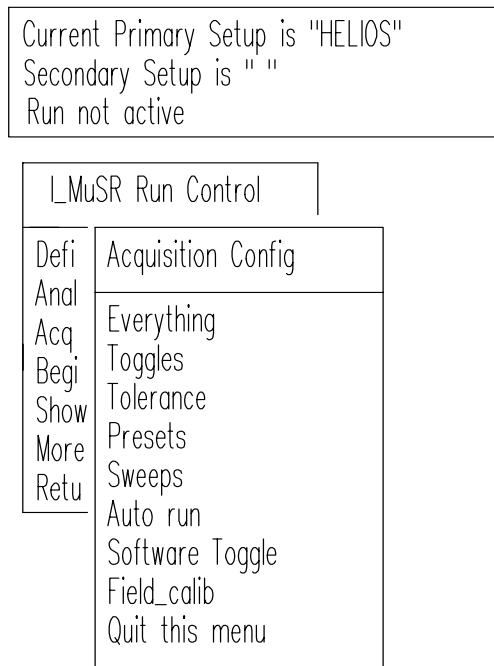 Current Primary Setup is "HELIOS"
Secondary Setup is " "
Run not active
I_MuSR Run Control
Defi
Anal
Acq
Begi
Show
More
Retu
Acquisition Config
Everything
Toggles
Tolerance
Presets
Sweeps
Auto run
Software Toggle
Field_calib
Quit this menu